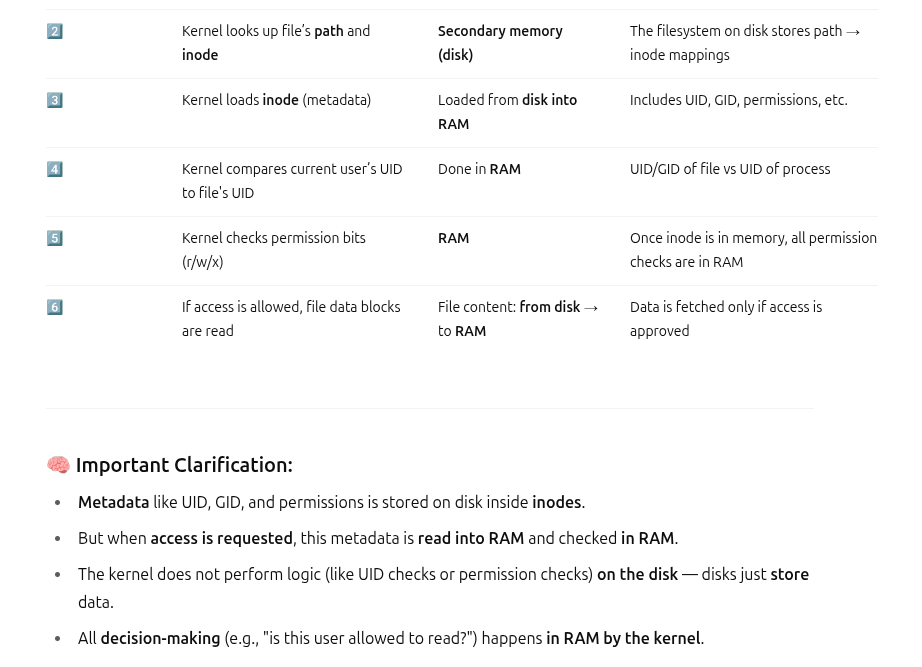 2️⃣ Kernel looks up file’s path and Secondary memory The filesystem on disk stores path →
inode (disk) inode mappings
3️⃣ Kernel loads inode (metadata) Loaded from disk into Includes UID, GID, permissions, etc.
RAM
4️⃣ Kernel compares current user’s UID Done in RAM UID/GID of file vs UID of process
to file's UID
5️⃣ Kernel checks permission bits RAM Once inode is in memory, all permission
(r/w/x) checks are in RAM
6️⃣ If access is allowed, file data blocks File content: from disk → Data is fetched only if access is
are read to RAM approved
🧠 Important Clarification:
• Metadata like UID, GID, and permissions is stored on disk inside inodes.
• But when access is requested, this metadata is read into RAM and checked in RAM.
• The kernel does not perform logic (like UID checks or permission checks) on the disk — disks just store
data.
• All decision-making (e.g., "is this user allowed to read?") happens in RAM by the kernel.